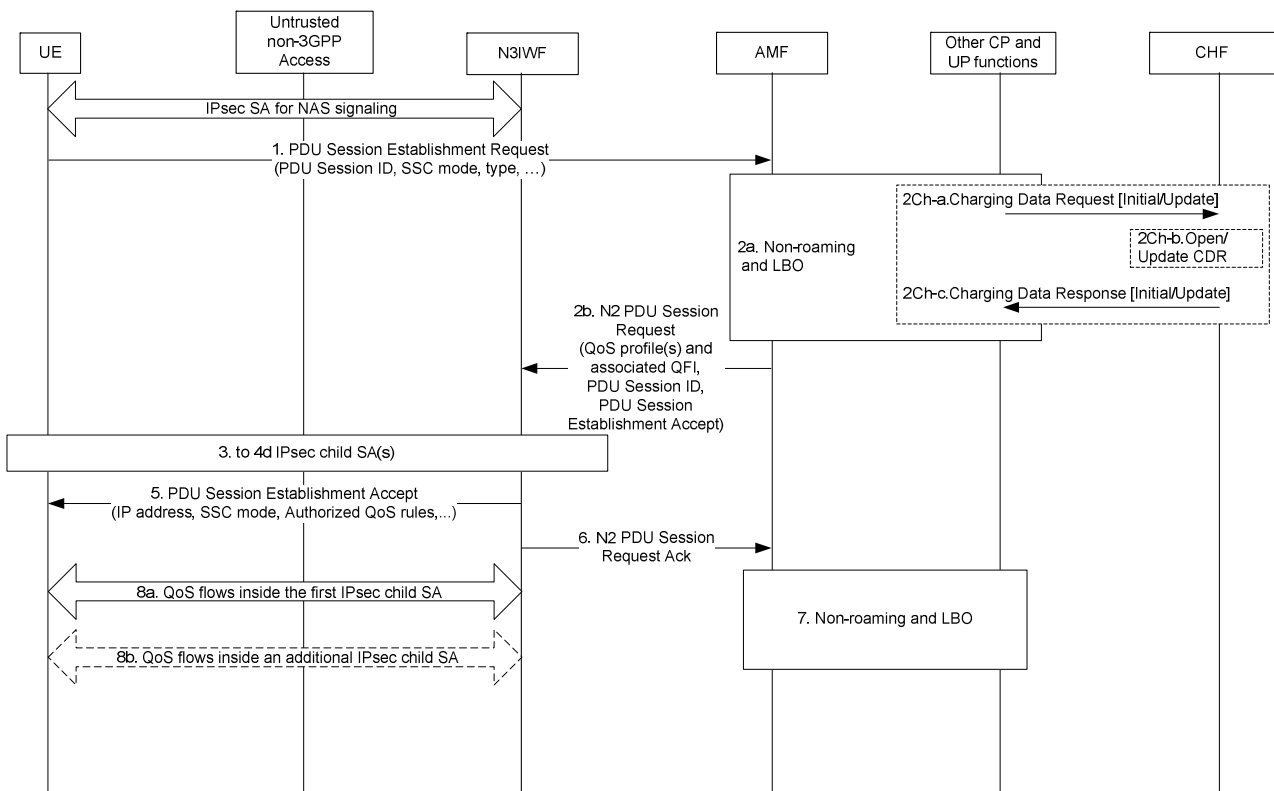 UE
Untrusted
non-3GPP
Access
N3IWF
AMF
Other CP and
UP functions
CHF
IPsec SA for NAS signaling
1. PDU Session Establishment Request
(PDU Session ID, SSC mode, type, ...)
2a. Non-roaming
and LBO
2Ch-a.Charging Data Request [Initial/Update]
2Ch-b.Open/
Update CDR
2Ch-c.Charging Data Response [Initial/Update]
2b. N2 PDU Session
Request
(QoS profile(s) and
associated QFI,
PDU Session ID,
PDU Session
Establishment Accept)
3. to 4d IPsec child SA(s)
5. PDU Session Establishment Accept
(IP address, SSC mode, Authorized QoS rules,...)
6. N2 PDU Session
Request Ack
8a. QoS flows inside the first IPsec child SA
7. Non-roaming and LBO
8b. QoS flows inside an additional IPsec child SA